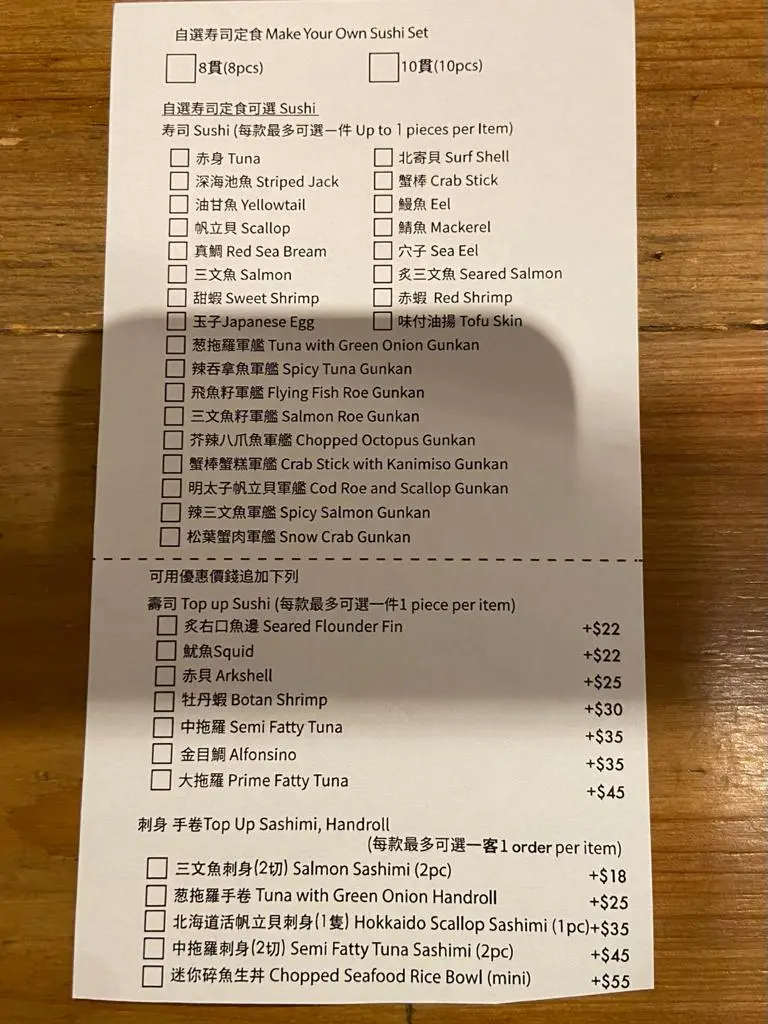 自選寿司定食 Make Your Own Sushi Set
8貫(8pcs) 10貫(10pcs)
自選寿司定食可選 Sushi
寿司 Sushi (每款最多可選一件 Up to 1 pieces per Item)
赤身 Tuna 北寄貝 Surf Shell
深海池魚 Striped Jack 蟹棒 Crab Stick
油甘魚 Yellowtail 鰻魚 Eel
帆立貝 Scallop 鯖魚 Mackerel
真鯛 Red Sea Bream 穴子 Sea Eel
三文魚 Salmon 炙三文魚 Seared Salmon
甜蝦 Sweet Shrimp 赤蝦 Red Shrimp
玉子Japanese Egg 味付油揚 Tofu Skin
葱拖羅軍艦 Tuna with Green Onion Gunkan
辣吞拿魚軍艦 Spicy Tuna Gunkan
飛魚籽軍艦 Flying Fish Roe Gunkan
三文魚籽軍艦 Salmon Roe Gunkan
芥辣八爪魚軍艦 Chopped Octopus Gunkan
蟹棒蟹糕軍艦 Crab Stick with Kanimiso Gunkan
明太子帆立貝軍艦 Cod Roe and Scallop Gunkan
辣三文魚軍艦 Spicy Salmon Gunkan
松葉蟹肉軍艦 Snow Crab Gunkan
可用優惠價錢追加下列
壽司 Top up Sushi (每款最多可選一件1 piece per item)
炙右口魚邊 Seared Flounder Fin +$22
魷魚Squid +$22
赤貝 Arkshell +$25
牡丹蝦 Botan Shrimp +$30
中拖羅 Semi Fatty Tuna +$35
金目鯛 Alfonsino +$35
大拖羅 Prime Fatty Tuna +$45
刺身 手卷Top Up Sashimi, Handroll
(每款最多可選一客1 order per item)
三文魚刺身(2切) Salmon Sashimi (2pc) +$18
葱拖羅手卷 Tuna with Green Onion Handroll +$25
北海道活帆立貝刺身(1隻) Hokkaido Scallop Sashimi (1pc)+$35
中拖羅刺身(2切) Semi Fatty Tuna Sashimi (2pc) +$45
迷你碎魚生丼 Chopped Seafood Rice Bowl (mini) +$55